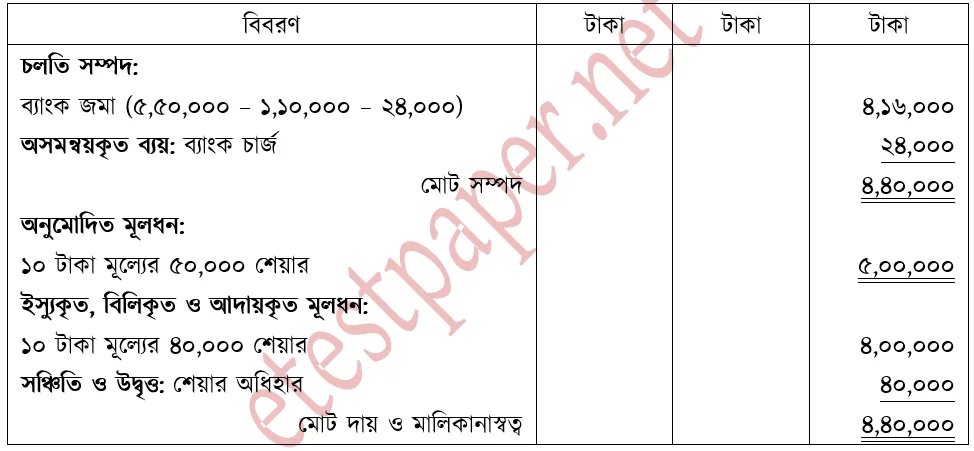 বিবরণ টাকা টাকা টাকা
চলতি সম্পদ:
ব্যাংক জমা (৫,৫০,০০০ – ১,১০,০০০ – ২৪,০০০) ৪,১৬,০০০
অসমন্বয়কৃত ব্যয়: ব্যাংক চার্জ ২৪,০০০
মোট সম্পদ ৪,৪০,০০০
অনুমোদিত মূলধন:
১০ টাকা মূল্যের ৫০,০০০ শেয়ার ৫,০০,০০০
ইস্যুকৃত, বিলিকৃত ও আদায়কৃত মূলধন:
১০ টাকা মূল্যের ৪০,০০০ শেয়ার ৪,০০,০০০
সঞ্চিতি ও উদ্বৃত্ত: শেয়ার অধিহার ৪০,০০০
মোট দায় ও মালিকানাস্বত্ব ৪,৪০,০০০
etestpaper.net